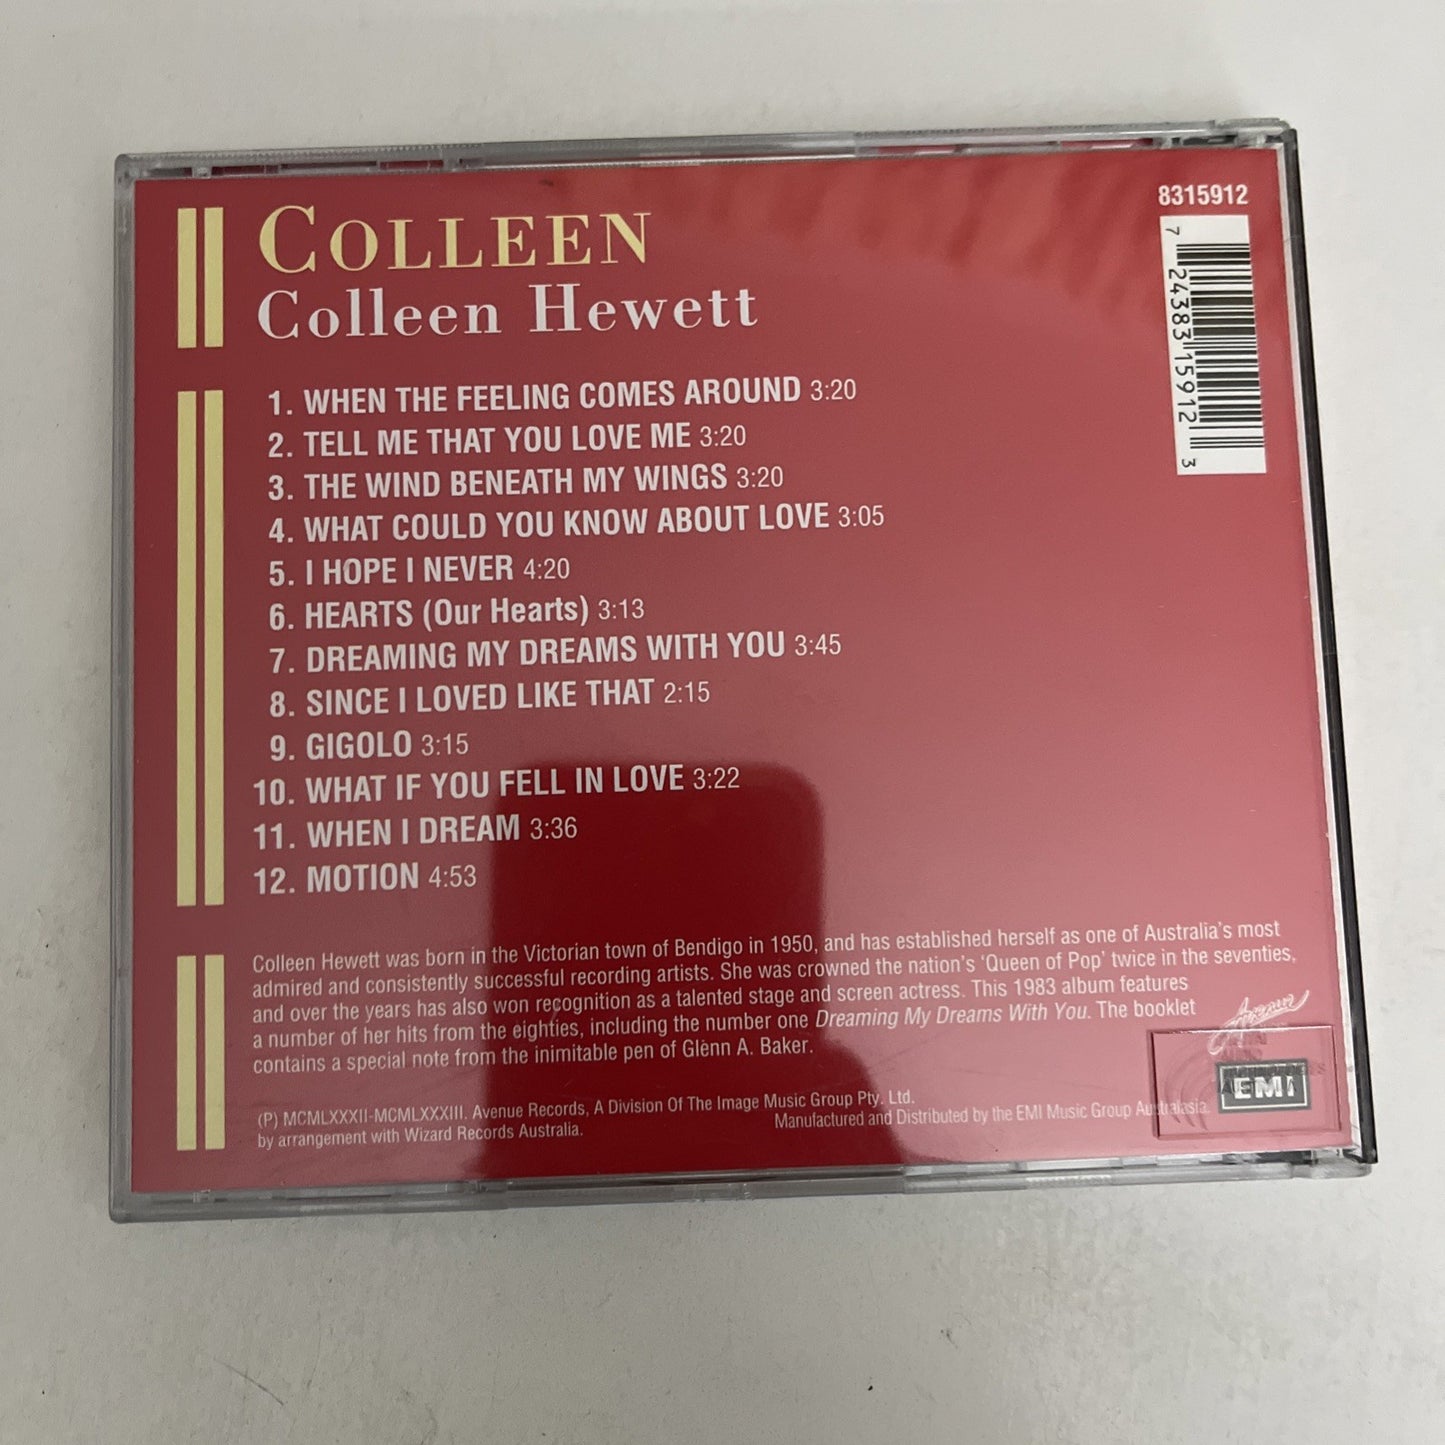 COLLEEN
Colleen Hewett
8315912
7 24383 15912 3
1. WHEN THE FEELING COMES AROUND 3:20
2. TELL ME THAT YOU LOVE ME 3:20
3. THE WIND BENEATH MY WINGS 3:20
4. WHAT COULD YOU KNOW ABOUT LOVE 3:05
5. I HOPE I NEVER 4:20
6. HEARTS (Our Hearts) 3:13
7. DREAMING MY DREAMS WITH YOU 3:45
8. SINCE I LOVED LIKE THAT 2:15
9. GIGOLO 3:15
10. WHAT IF YOU FELL IN LOVE 3:22
11. WHEN I DREAM 3:36
12. MOTION 4:53
Colleen Hewett was born in the Victorian town of Bendigo in 1950, and has established herself as one of Australia's most
admired and consistently successful recording artists. She was crowned the nation's 'Queen of Pop' twice in the seventies,
and over the years has also won recognition as a talented stage and screen actress. This 1983 album features
a number of her hits from the eighties, including the number one Dreaming My Dreams With You. The booklet
contains a special note from the inimitable pen of Glenn A. Baker.
Avenue
EMI
(P) MCMLXXXII-MCMLXXXIII. Avenue Records, A Division Of The Image Music Group Pty. Ltd.
by arrangement with Wizard Records Australia.
Manufactured and Distributed by the EMI Music Group Australasia.